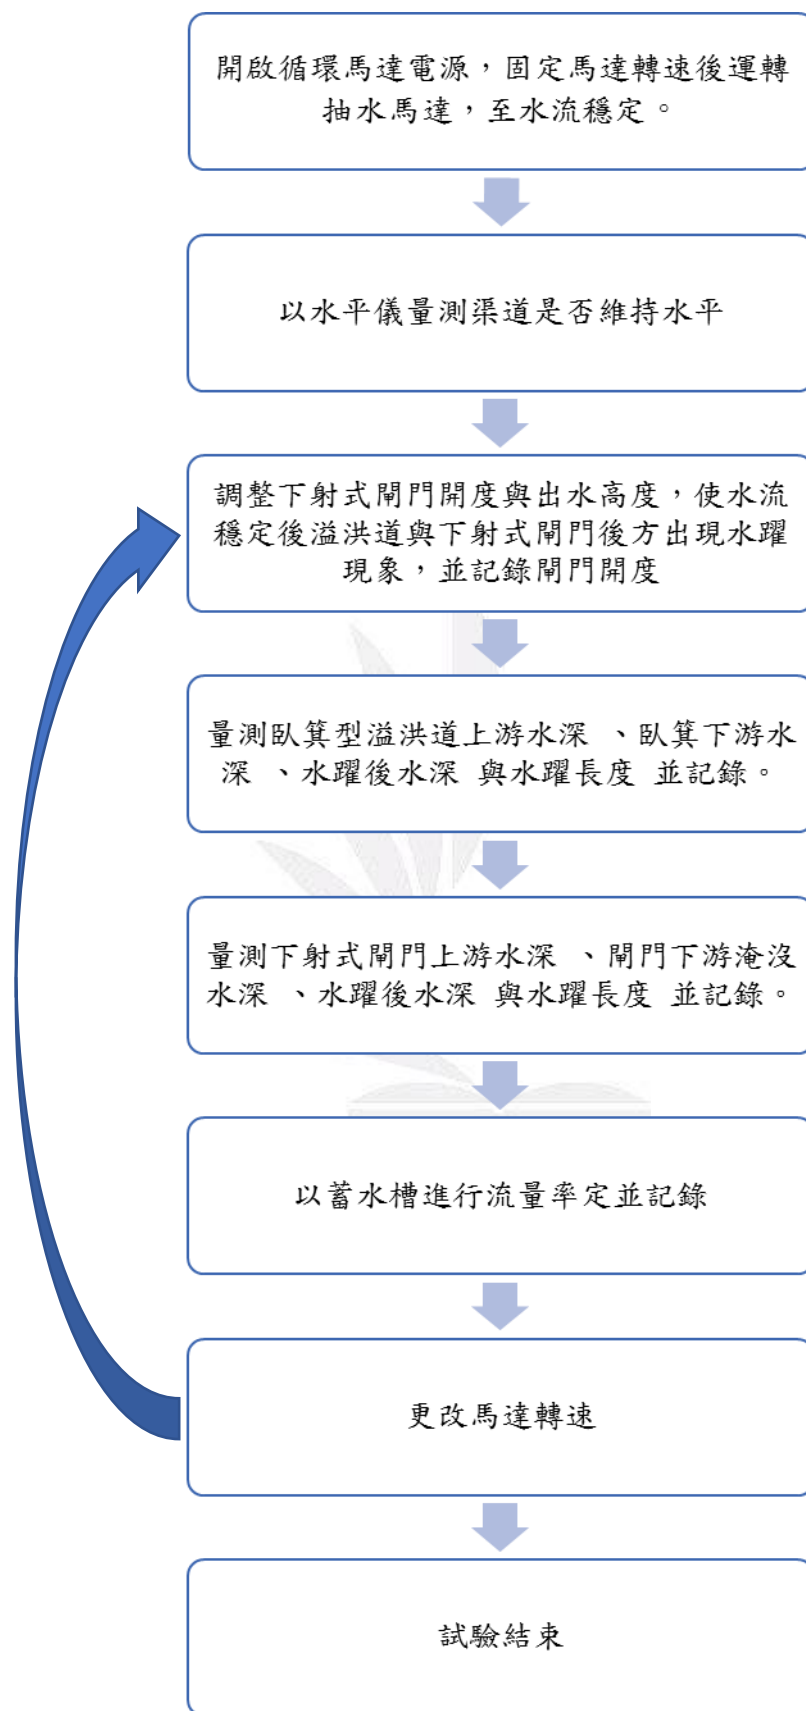 開啟循環馬達電源，固定馬達轉速後運轉
抽水馬達，至水流穩定。
以水平儀量測渠道是否維持水平
調整下射式閘門開度與出水高度，使水流
穩定後溢洪道與下射式閘門後方出現水躍
現象，並記錄閘門開度
量測臥箕型溢洪道上游水深 、臥箕下游水
深 、水躍後水深 與水躍長度 並記錄。
量測下射式閘門上游水深 、閘門下游淹沒
水深 、水躍後水深 與水躍長度 並記錄。
以蓄水槽進行流量率定並記錄
更改馬達轉速
試驗結束